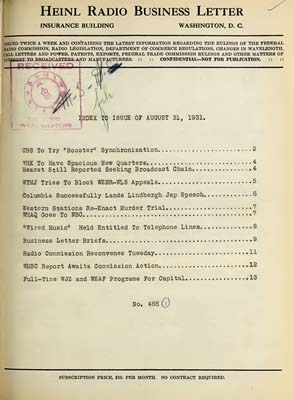 HEINL RADIO BUSINESS LETTER
INSURANCE BUILDING WASHINGTON, D. C.
ISSUED TWICE A WEEK AND CONTAINING THE LATEST INFORMATION REGARDING THE RULINGS OF THE FEDERAL
RADIO COMMISSION, RADIO LEGISLATION, DEPARTMENT OF COMMERCE REGULATIONS, CHANGES IN WAVELENGTH,
CALL LETTERS AND POWER, PATENTS, EXPORTS, FEDERAL TRADE COMMISSION RULINGS AND OTHER MATTERS OF
INTEREST TO BROADCASTERS AND MANUFACTURERS. :: :: CONFIDENTIAL—NOT FOR PUBLICATION. :: ::
RECEIVED
INDEX TO ISSUE OF AUGUST 31, 1931.
CBS To Try "Booster" Synchronization......................2
WHK To Have Spacious New Quarters.........................4
Hearst Still Reported Seeking Broadcast Chain.............4
WTMJ Tries To Block WENR-WLS Appeals......................5
Columbia Successfully Lands Lindbergh Jap Speech..........6
Western Stations Re-Enact Murder Trial....................7
WMAQ Goes To NBC..........................................7
"Wired Music" Held Entitled To Telephone Lines............8
Business Letter Briefs....................................9
Radio Commission Reconvenes Tuesday......................11
WMBC Report Awaits Commission Action.....................12
Full-Time WJZ and WEAF Programs For Capital..............13
No. 465
SUBSCRIPTION PRICE, $10. PER MONTH. NO CONTRACT REQUIRED.